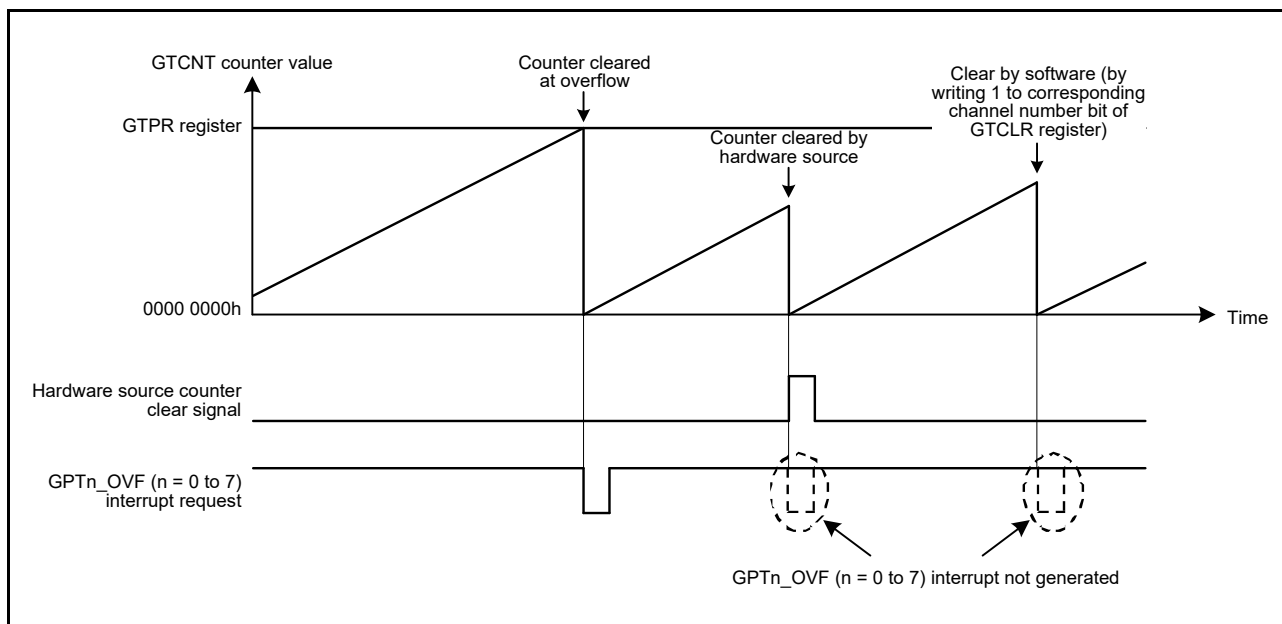 GTCNT counter value
Counter cleared
at overflow
Clear by software (by
writing 1 to corresponding
channel number bit of
GTCLR register)
GTPR register
Counter cleared by
hardware source
0000 0000h
Time
Hardware source counter
clear signal
GPTn_OVF (n = 0 to 7)
interrupt request
GPTn_OVF (n = 0 to 7) interrupt not generated